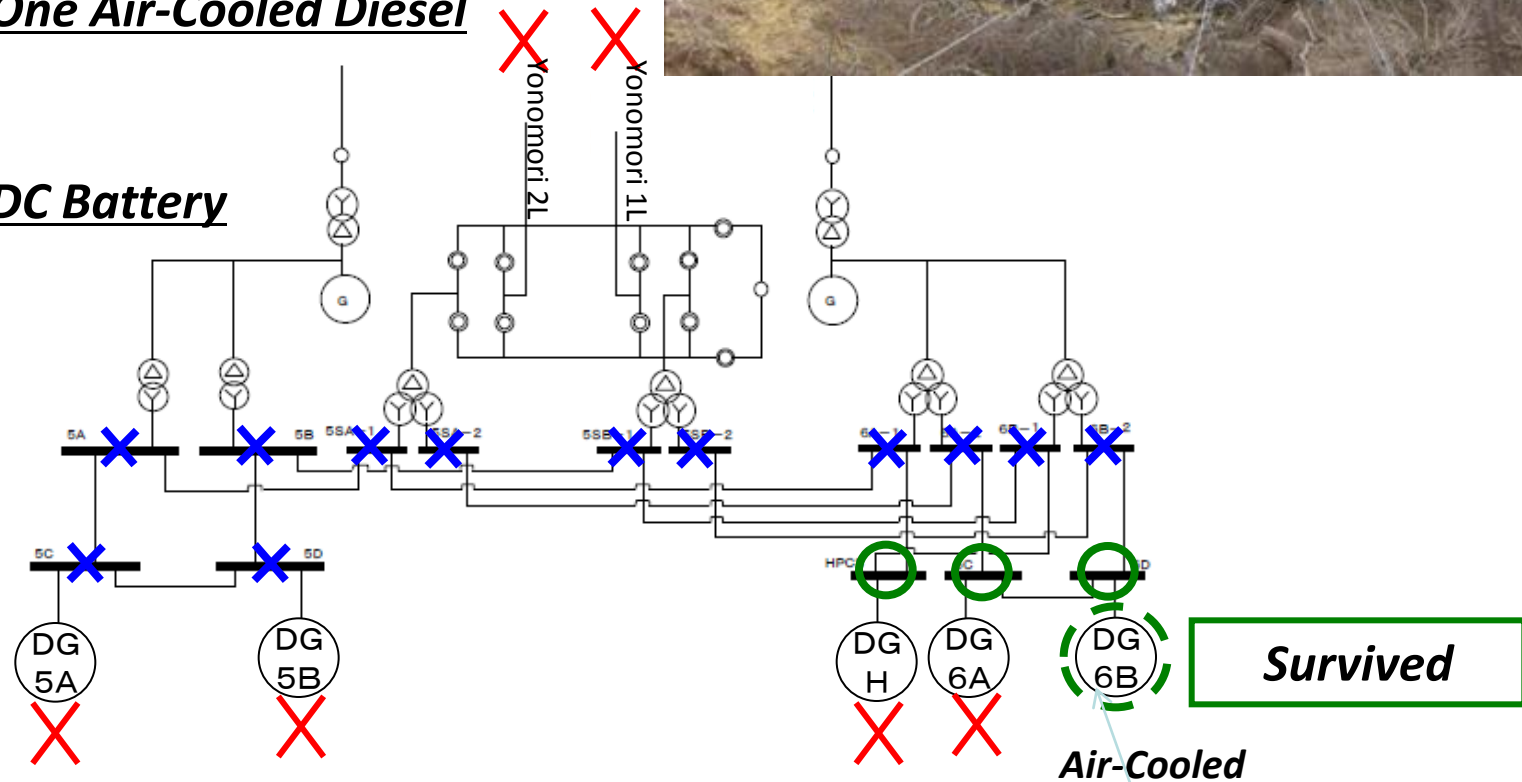 One Air-Cooled Diesel
Yonomori 2L
Yonomori 1L
DC Battery
G
G
5A
5B
HPC
5C
5D
DG
5A
DG
5B
DG
H
DG
6A
DG
6B
Survived
Air-Cooled